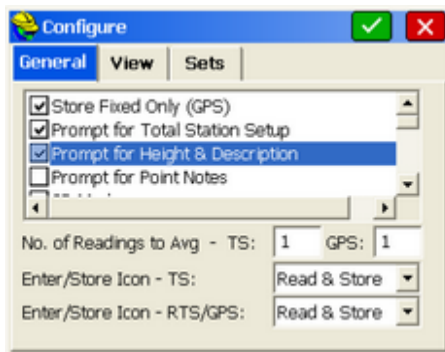 Configure
General View Sets
Store Fixed Only (GPS)
Prompt for Total Station Setup
Prompt for Height & Description
Prompt for Point Notes
No. of Readings to Avg - TS: 1 GPS: 1
Enter/Store Icon - TS: Read & Store
Enter/Store Icon - RTS/GPS: Read & Store